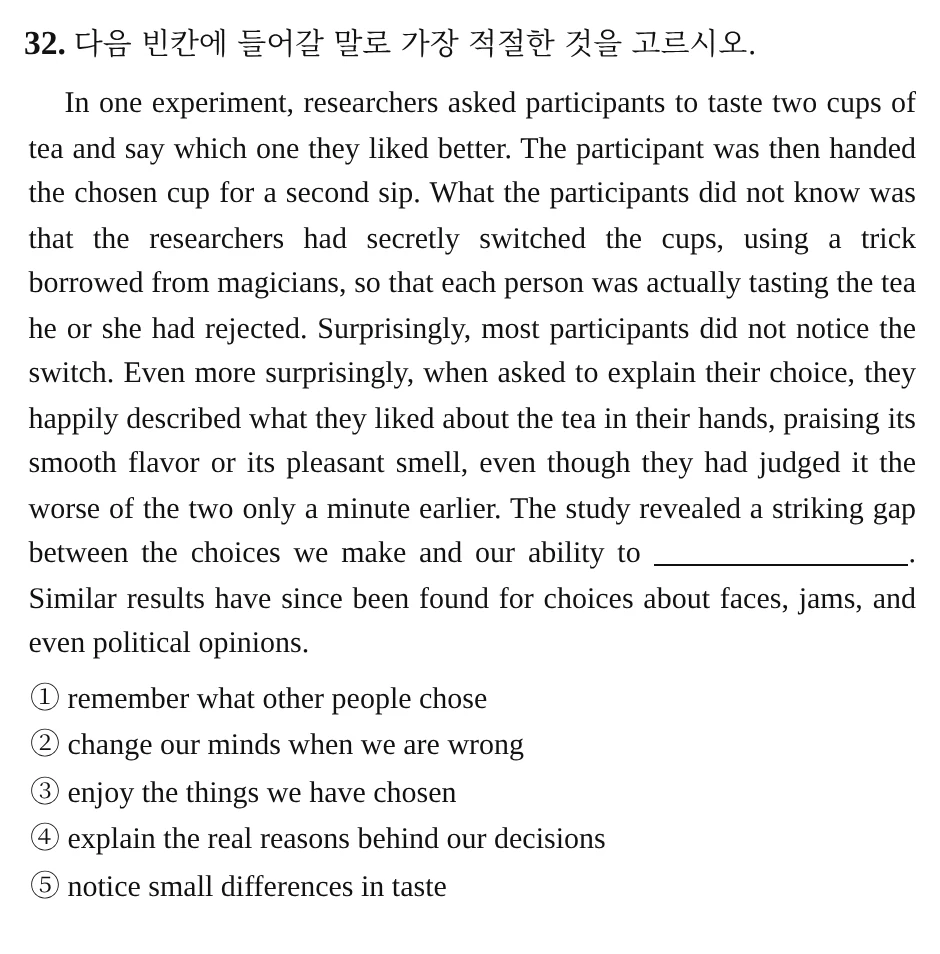 32. 다음 빈칸에 들어갈 말로 가장 적절한 것을 고르시오.
In one experiment, researchers asked participants to taste two cups of
tea and say which one they liked better. The participant was then handed
the chosen cup for a second sip. What the participants did not know was
that the researchers had secretly switched the cups, using a trick
borrowed from magicians, so that each person was actually tasting the tea
he or she had rejected. Surprisingly, most participants did not notice the
switch. Even more surprisingly, when asked to explain their choice, they
happily described what they liked about the tea in their hands, praising its
smooth flavor or its pleasant smell, even though they had judged it the
worse of the two only a minute earlier. The study revealed a striking gap
between the choices we make and our ability to ____________________.
Similar results have since been found for choices about faces, jams, and
even political opinions.
① remember what other people chose
② change our minds when we are wrong
③ enjoy the things we have chosen
④ explain the real reasons behind our decisions
⑤ notice small differences in taste